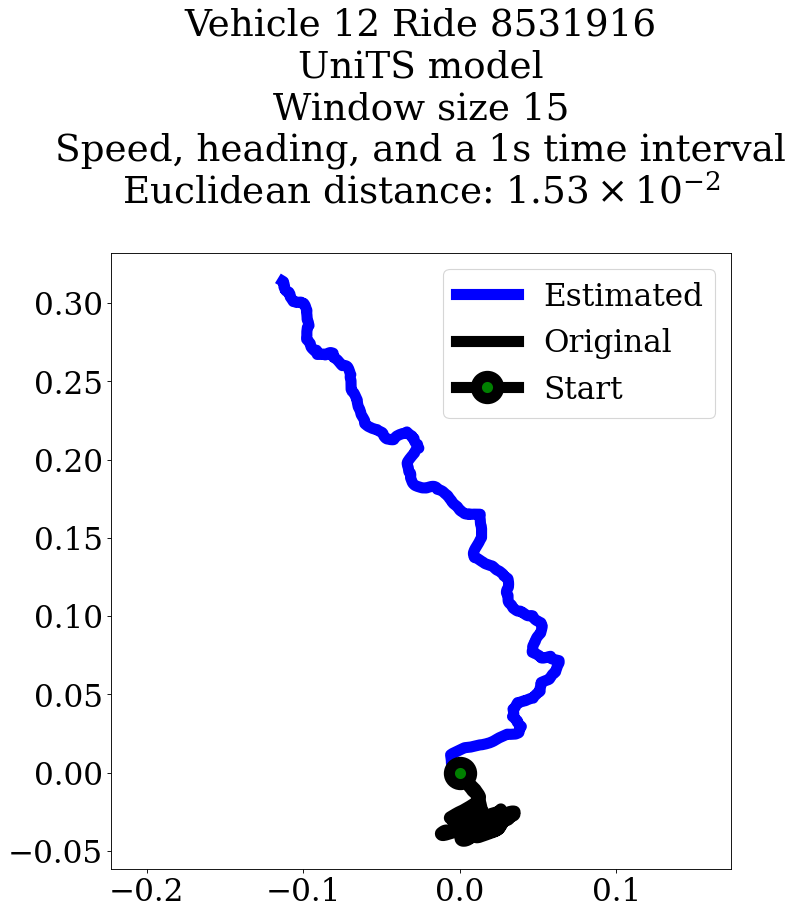 Vehicle 12 Ride 8531916
UniTS model
Window size 15
Speed, heading, and a 1s time interval
Euclidean distance: 1.53 × 10⁻²
Estimated
Original
Start
0.30
0.25
0.20
0.15
0.10
0.05
0.00
−0.05
−0.2 −0.1 0.0 0.1